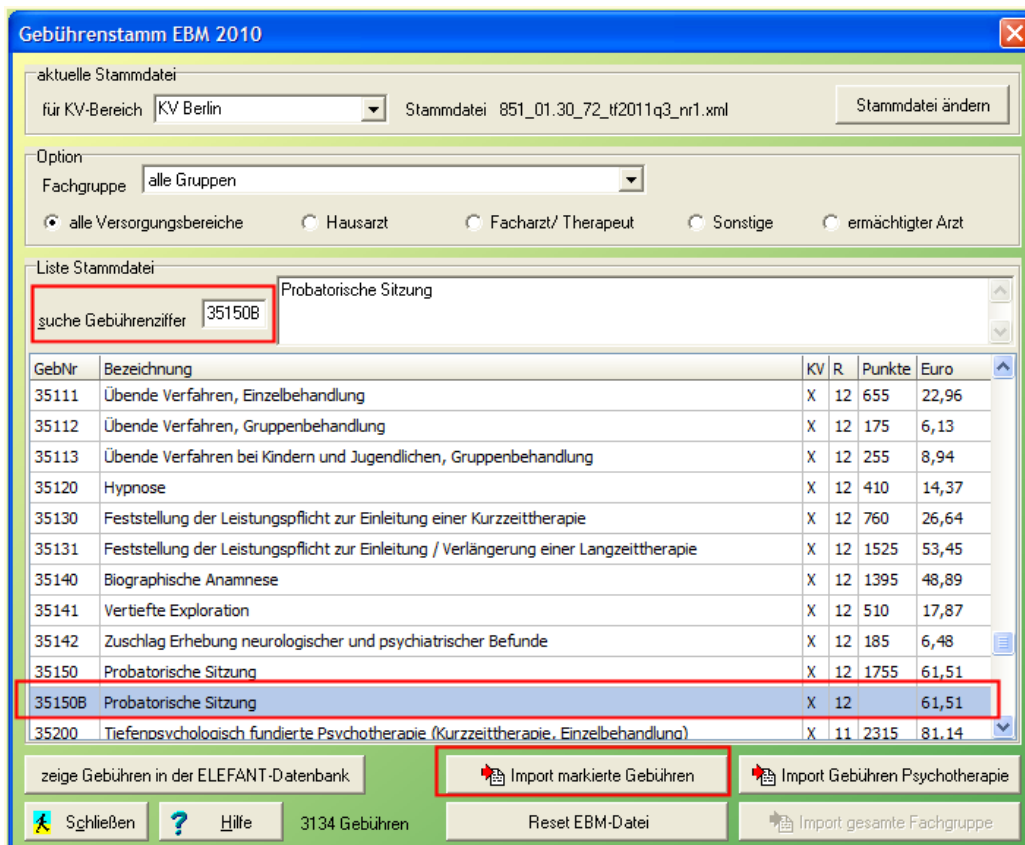 Gebührenstamm EBM 2010
aktuelle Stammdatei
für KV-Bereich KV Berlin Stammdatei 851_01.30_72_tf2011q3_nr1.xml Stammdatei ändern
Option
Fachgruppe alle Gruppen
alle Versorgungsbereiche Hausarzt Facharzt/ Therapeut Sonstige ermächtigter Arzt
Liste Stammdatei
suche Gebührenziffer 35150B Probatorische Sitzung
GebNr Bezeichnung KV R Punkte Euro
35111 Übende Verfahren, Einzelbehandlung X 12 655 22,96
35112 Übende Verfahren, Gruppenbehandlung X 12 175 6,13
35113 Übende Verfahren bei Kindern und Jugendlichen, Gruppenbehandlung X 12 255 8,94
35120 Hypnose X 12 410 14,37
35130 Feststellung der Leistungspflicht zur Einleitung einer Kurzzeittherapie X 12 760 26,64
35131 Feststellung der Leistungspflicht zur Einleitung / Verlängerung einer Langzeittherapie X 12 1525 53,45
35140 Biographische Anamnese X 12 1395 48,89
35141 Vertiefte Exploration X 12 510 17,87
35142 Zuschlag Erhebung neurologischer und psychiatrischer Befunde X 12 185 6,48
35150 Probatorische Sitzung X 12 1755 61,51
35150B Probatorische Sitzung X 12 61,51
35200 Tiefenpsychologisch fundierte Psychotherapie (Kurzzeittherapie, Einzelbehandlung) X 11 2315 81,14
zeige Gebühren in der ELEFANT-Datenbank Import markierte Gebühren Import Gebühren Psychotherapie
Schließen ? Hilfe 3134 Gebühren Reset EBM-Datei Import gesamte Fachgruppe